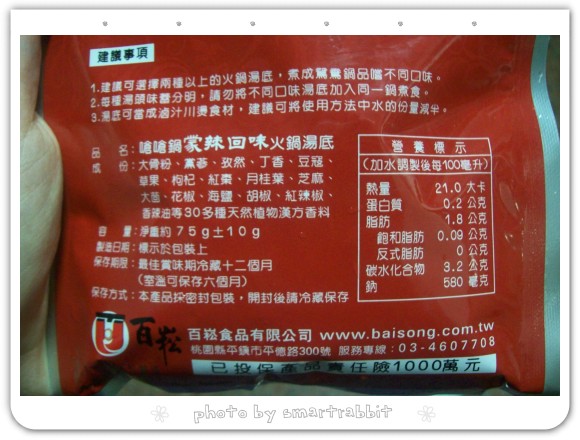 建議事項
1.建議可選擇兩種以上的火鍋湯底，煮成鴛鴦鍋品嚐不同口味。
2.每種湯頭味蕾分明，請勿將不同口味湯底加入同一鍋煮食。
3.湯底可當成滷汁川燙食材，建議可將使用方法中水的份量減半。
品 名：嗆嗆鍋蒙辣回味火鍋湯底
成 份：大骨粉、黨蔘、孜然、丁香、豆蔻、
草果、枸杞、紅棗、月桂葉、芝麻、
大茴、花椒、海鹽、胡椒、紅辣椒、
香辣油等30多種天然植物漢方香料
容 量：淨重約75g±10g
製造日期：標示於包裝上
保存期限：最佳賞味期冷藏十二個月
(室溫可保存六個月)
保存方式：本產品採密封包裝，開封後請冷藏保存
營養標示
(加水調製後每100毫升)
熱量 21.0 大卡
蛋白質 0.2 公克
脂肪 1.8 公克
飽和脂肪 0.09 公克
反式脂肪 0 公克
碳水化合物 3.2 公克
鈉 580 毫克
百崧
百崧食品有限公司 www.baisong.com.tw
桃園縣平鎮市平德路300號 服務專線：03-4607708
已投保產品責任險1000萬元
photo by smartrabbit